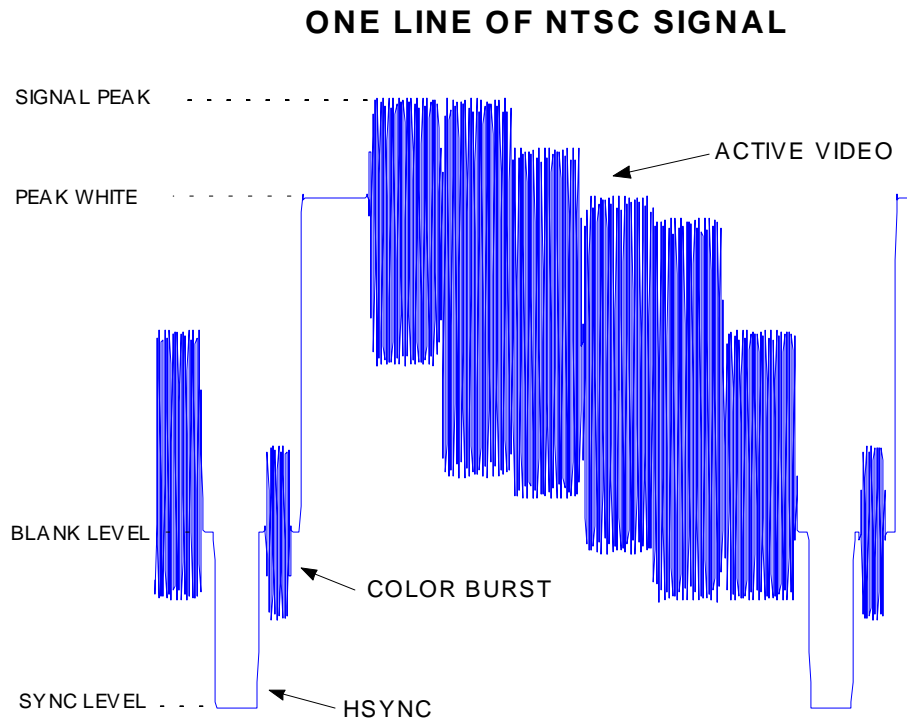 ONE LINE OF NTSC SIGNAL
SIGNAL PEAK
ACTIVE VIDEO
PEAK WHITE
BLANK LEVEL
COLOR BURST
SYNC LEVEL
HSYNC